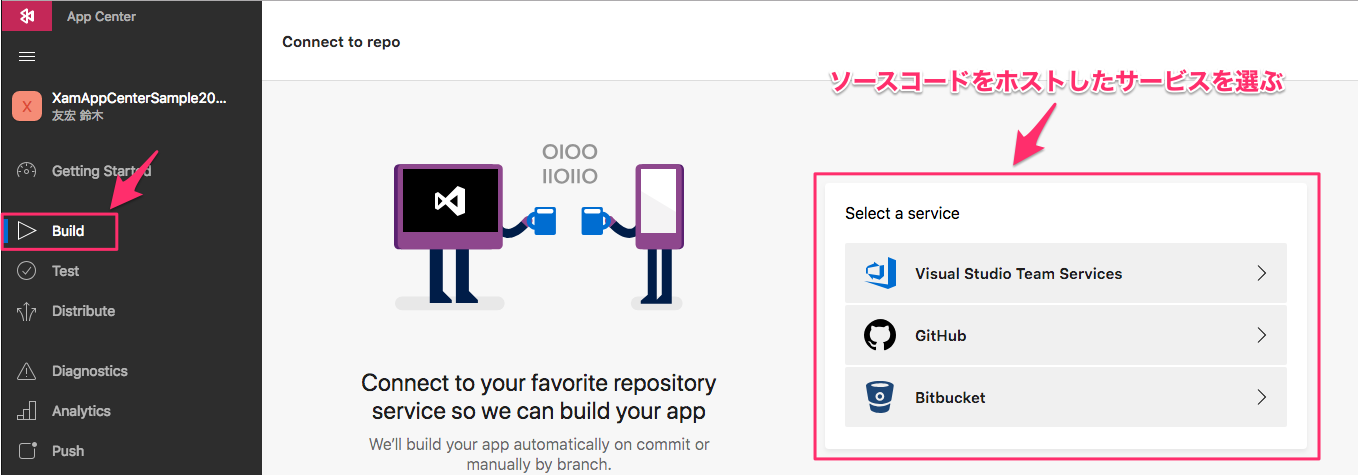 App Center
Connect to repo
XamAppCenterSample20...
友宏 鈴木
X
Getting Started
Build
Test
Distribute
Diagnostics
Analytics
Push
OIOO
IIOIIO
Connect to your favorite repository
service so we can build your app
We'll build your app automatically on commit or
manually by branch.
ソースコードをホストしたサービスを選ぶ
Select a service
Visual Studio Team Services
GitHub
Bitbucket